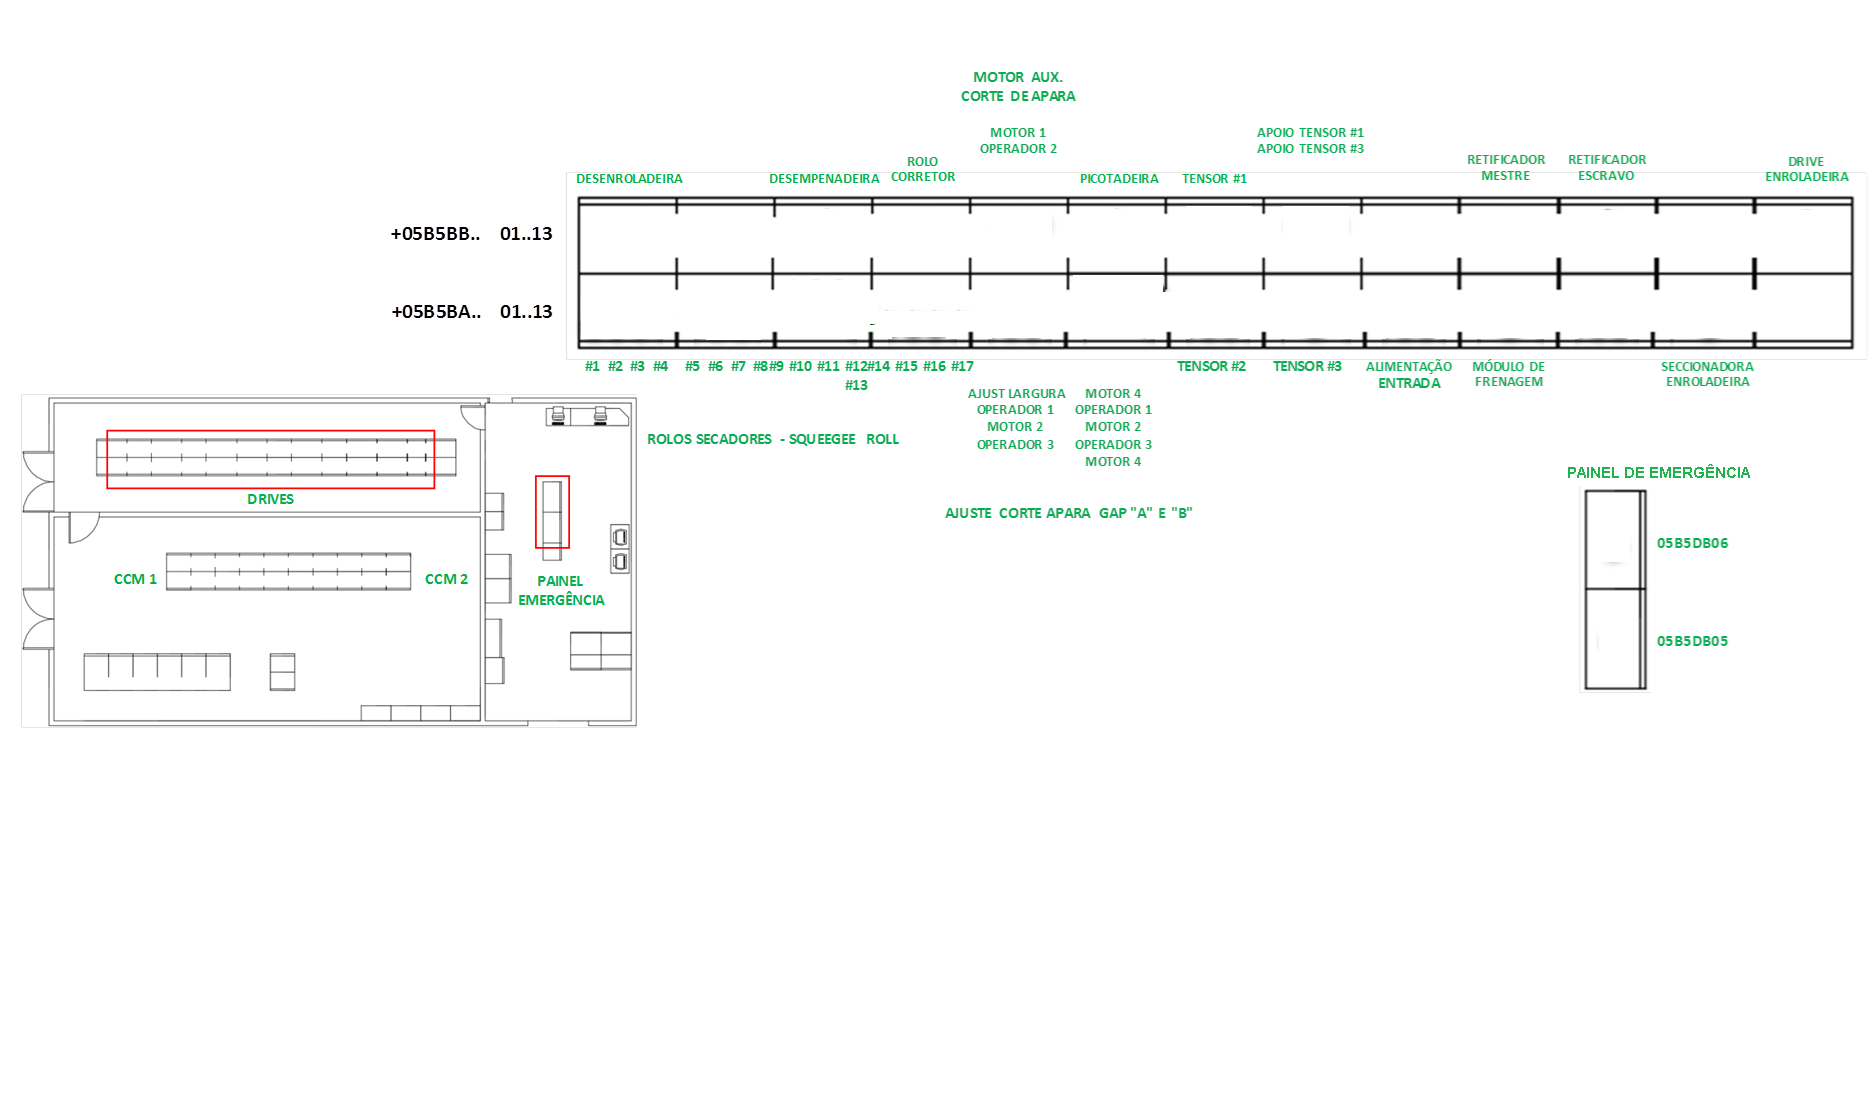 MOTOR AUX.
CORTE DE APARA
MOTOR 1
OPERADOR 2
APOIO TENSOR #1
APOIO TENSOR #3
DESENROLADEIRA
DESEMPENADEIRA
ROLO
CORRETOR
PICOTADEIRA
TENSOR #1
RETIFICADOR
MESTRE
RETIFICADOR
ESCRAVO
DRIVE
ENROLADEIRA
+05B5BB.. 01..13
+05B5BA.. 01..13
#1 #2 #3 #4 #5 #6 #7 #8 #9 #10 #11 #12 #14 #15 #16 #17
#13
TENSOR #2
TENSOR #3
ALIMENTAÇÃO
ENTRADA
MÓDULO DE
FRENAGEM
SECCIONADORA
ENROLADEIRA
AJUST LARGURA
OPERADOR 1
MOTOR 2
OPERADOR 3
MOTOR 4
OPERADOR 1
MOTOR 2
OPERADOR 3
MOTOR 4
ROLOS SECADORES - SQUEEGEE ROLL
AJUSTE CORTE APARA GAP "A" E "B"
PAINEL DE EMERGÊNCIA
05B5DB06
05B5DB05
DRIVES
CCM 1
CCM 2
PAINEL
EMERGÊNCIA